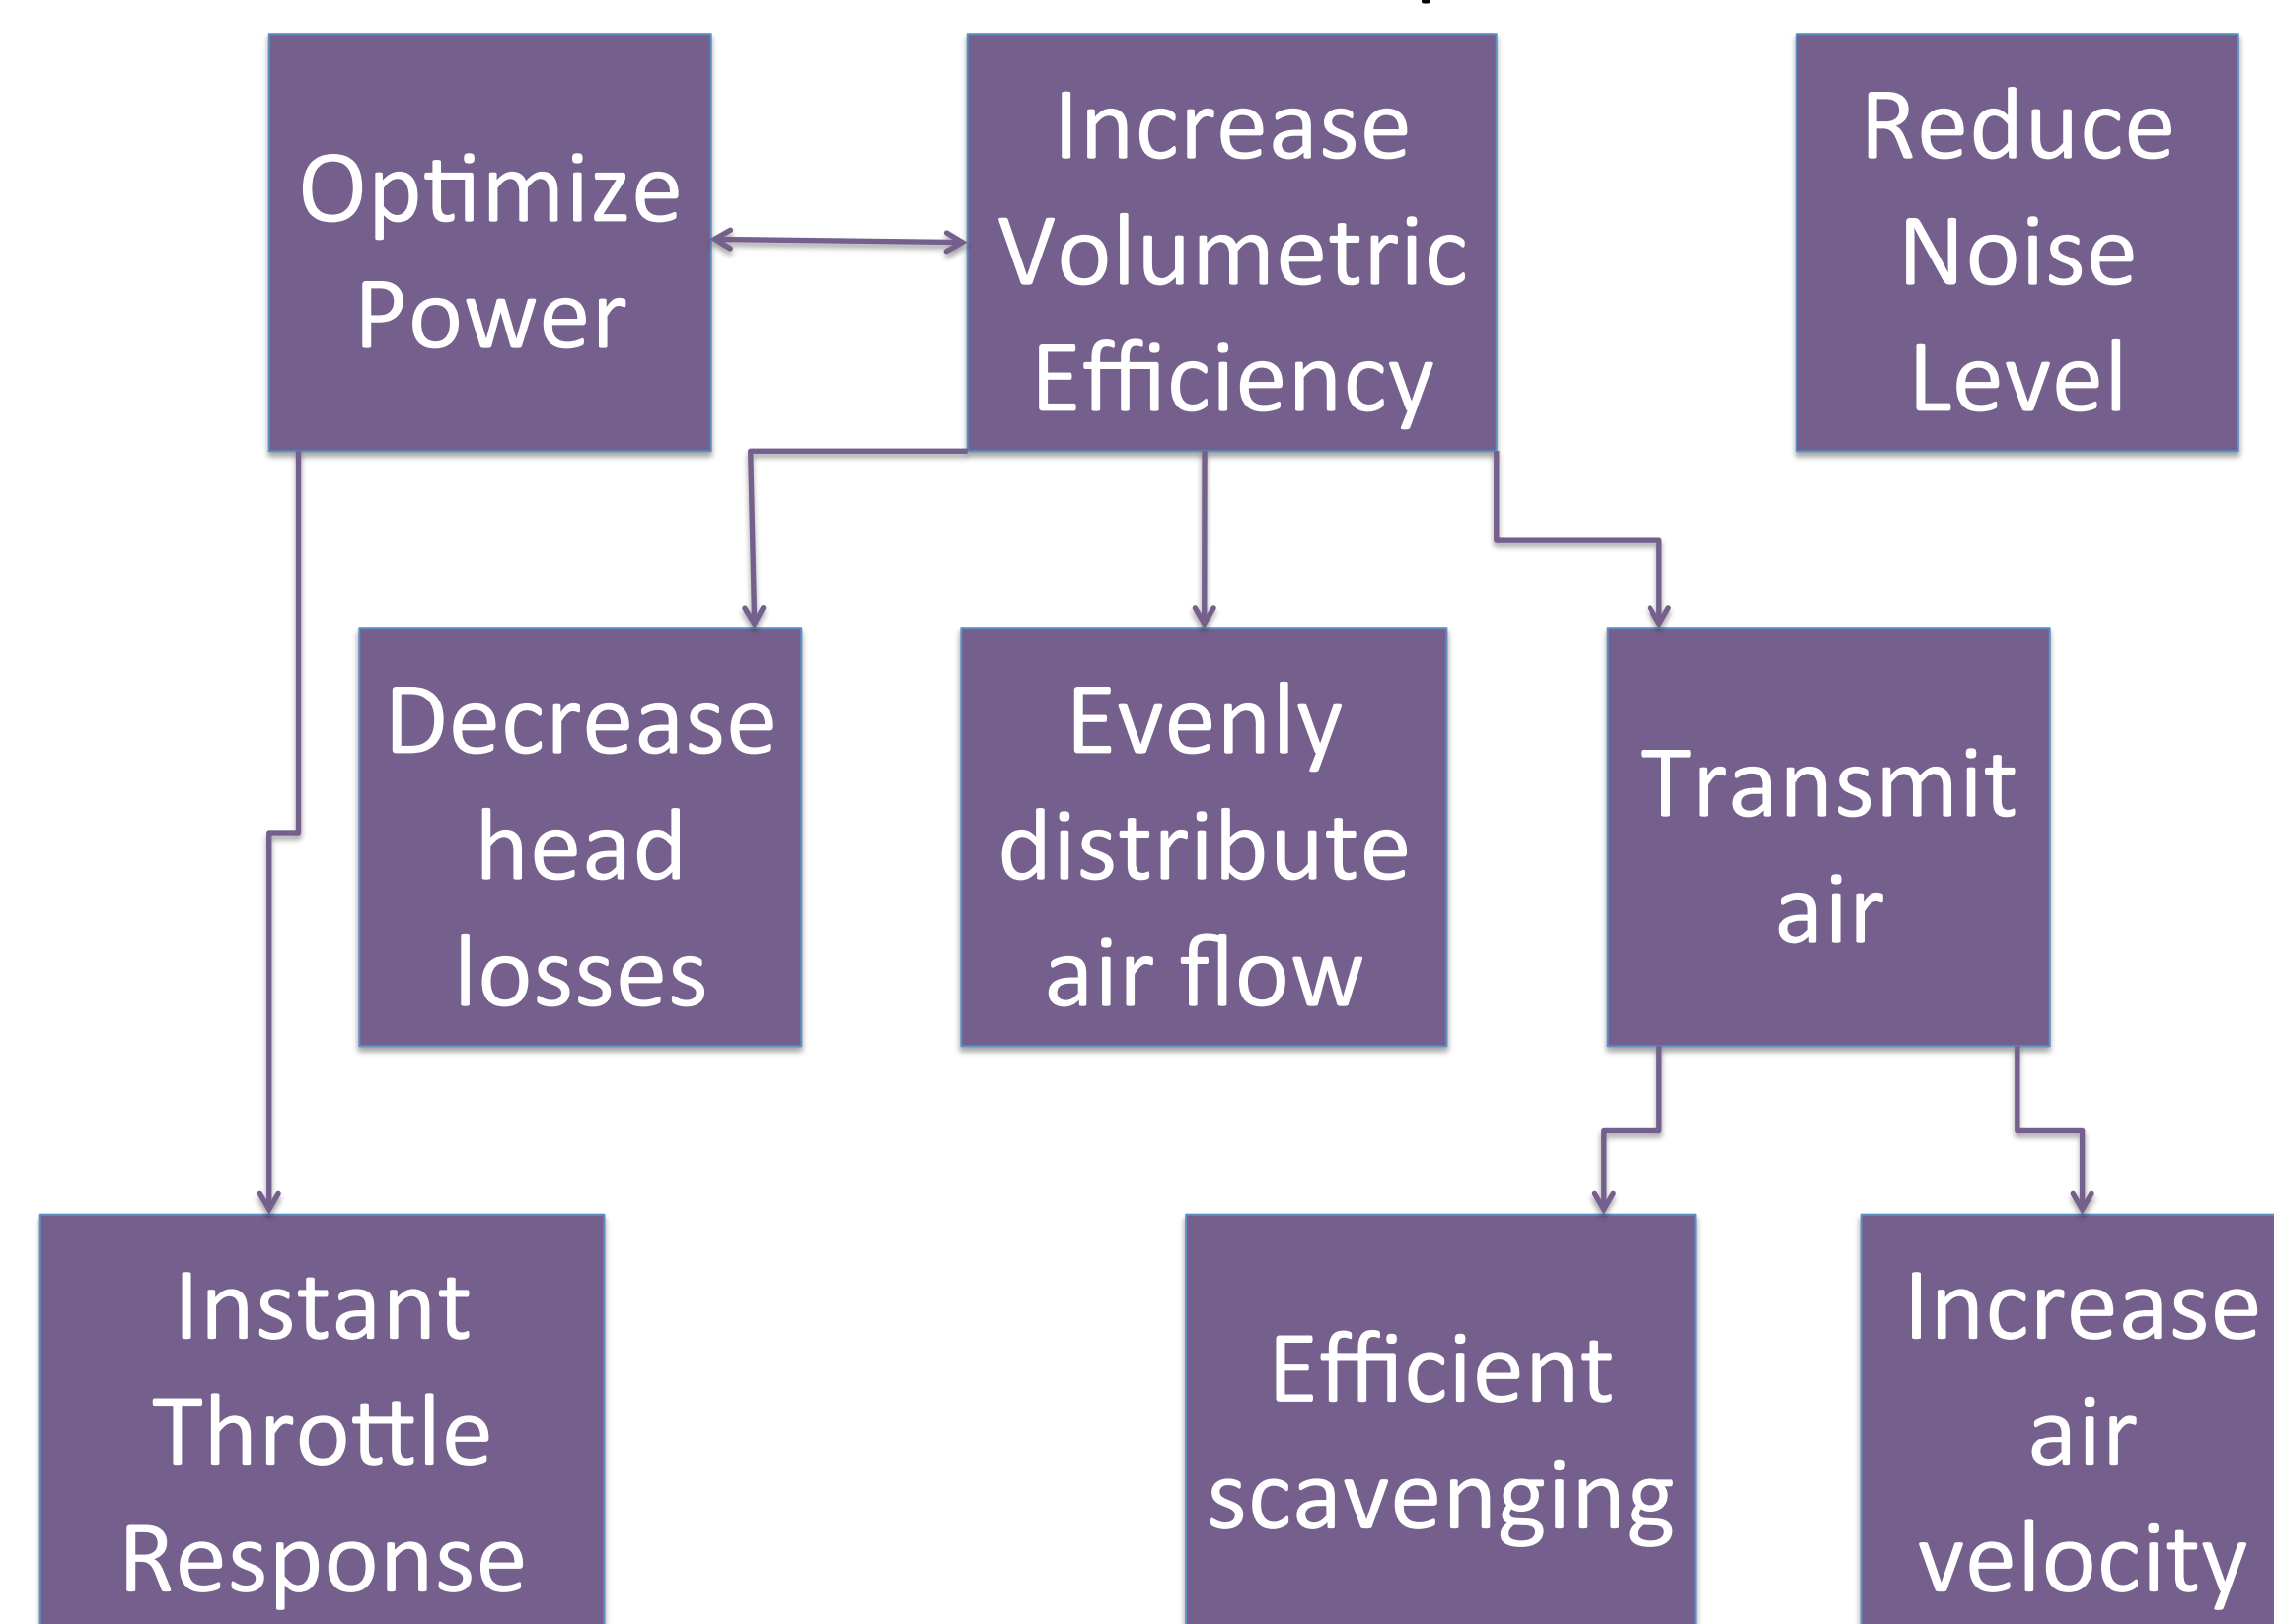 Optimize
Power
Increase
Volumetric
Efficiency
Reduce
Noise
Level
Decrease
head
losses
Evenly
distribute
air flow
Transmit
air
Instant
Throttle
Response
Efficient
scavenging
Increase
air
velocity